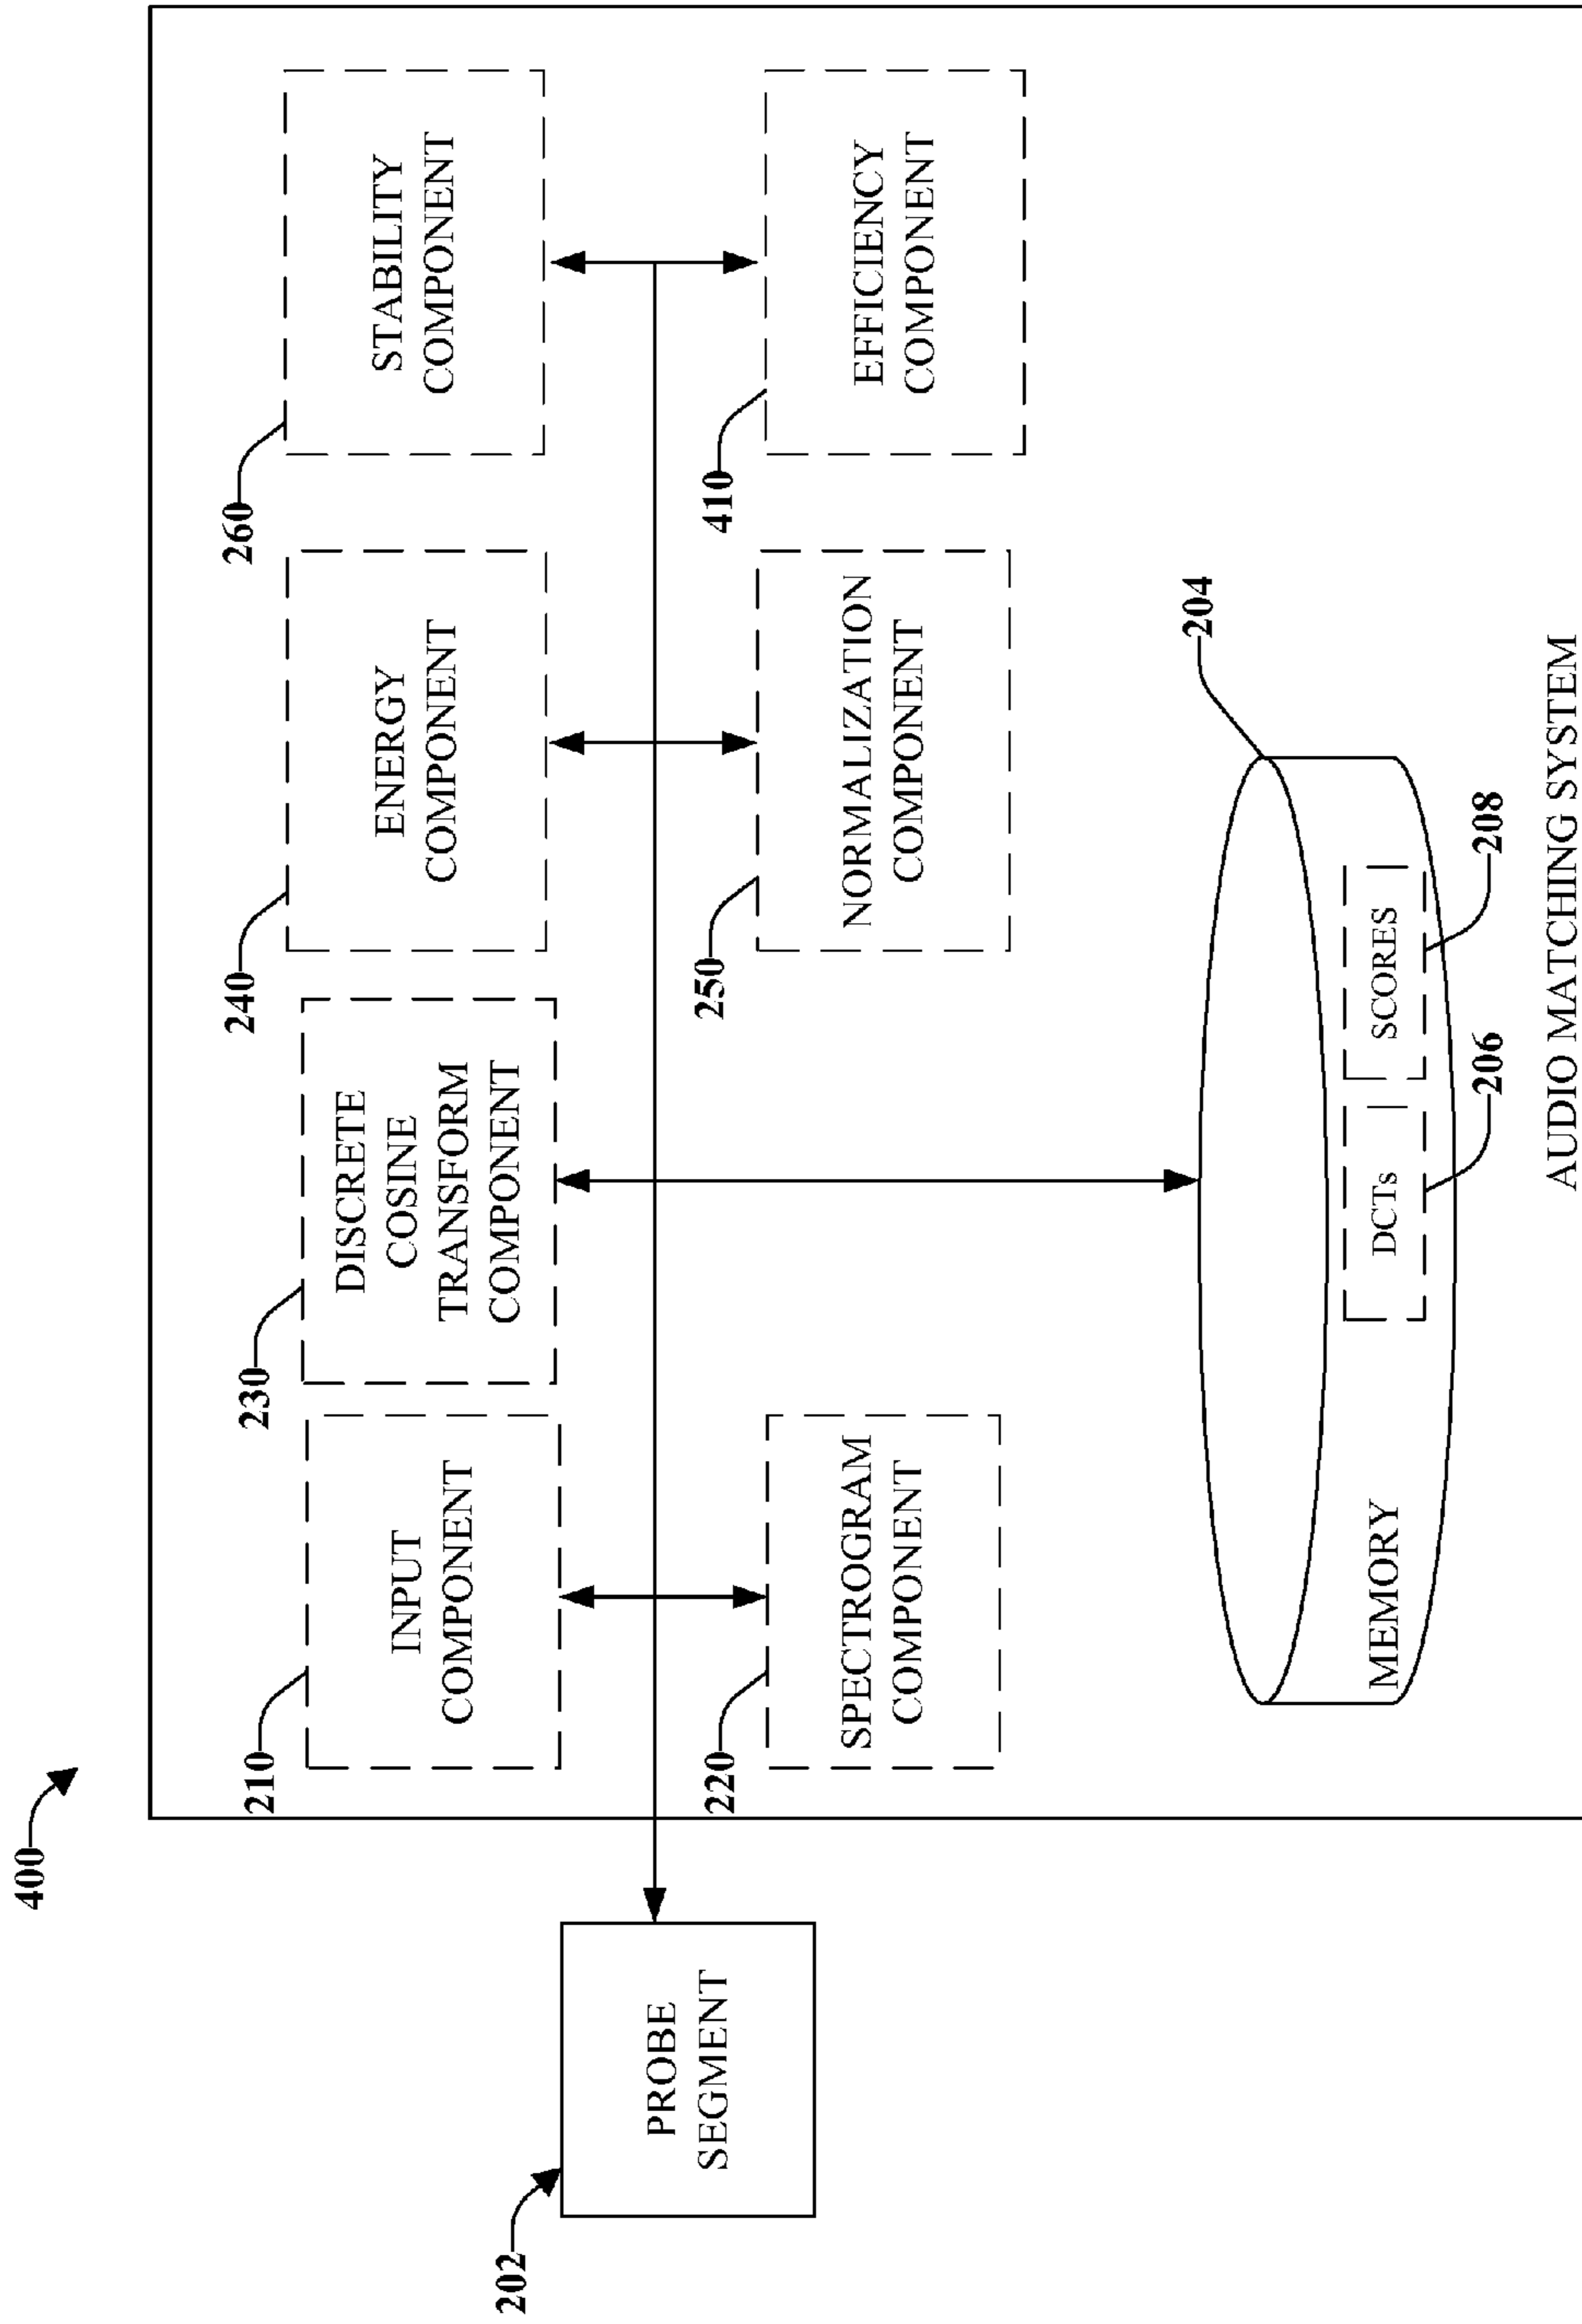 400
210
INPUT
COMPONENT
230
DISCRETE
COSINE
TRANSFORM
COMPONENT
240
ENERGY
COMPONENT
260
STABILITY
COMPONENT
202
PROBE
SEGMENT
220
SPECTROGRAM
COMPONENT
250
NORMALIZATION
COMPONENT
410
EFFICIENCY
COMPONENT
204
MEMORY
DCTs
SCORES
206
208
AUDIO MATCHING SYSTEM